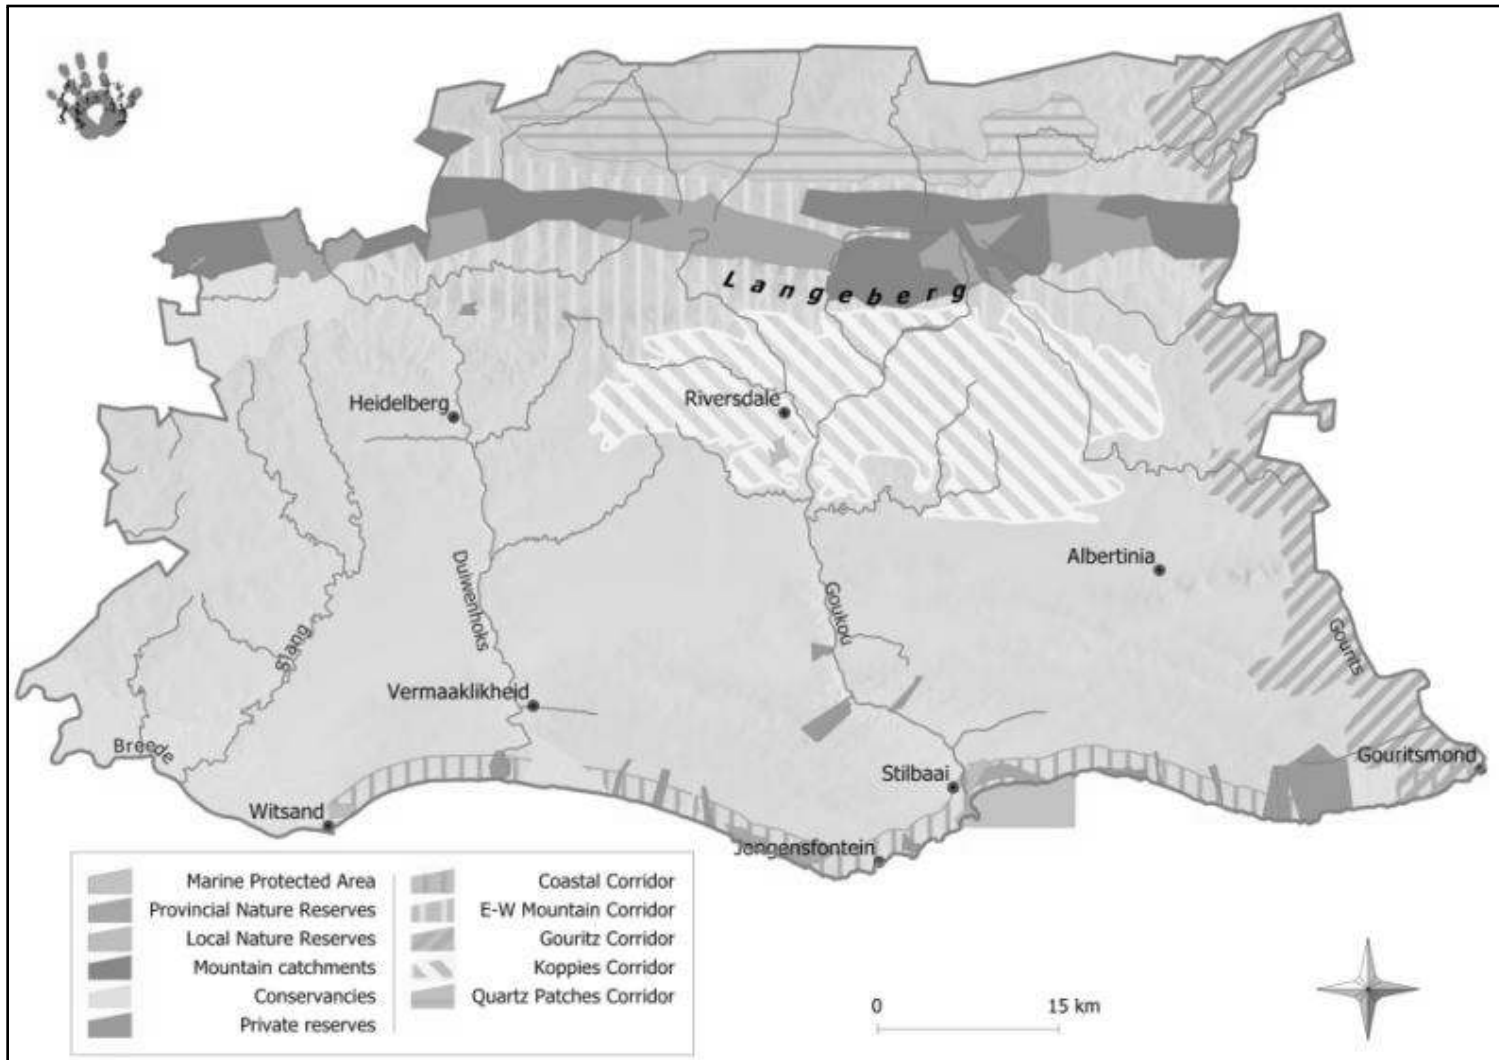 Langeberg
Heidelberg
Riversdale
Albertinia
Duiwenhoks
Goukou
Slang
Gourits
Vermaaklikheid
Breede
Gouritsmond
Stilbaai
Witsand
Jongensfontein
Marine Protected Area
Provincial Nature Reserves
Local Nature Reserves
Mountain catchments
Conservancies
Private reserves
Coastal Corridor
E-W Mountain Corridor
Gouritz Corridor
Koppies Corridor
Quartz Patches Corridor
0 15 km